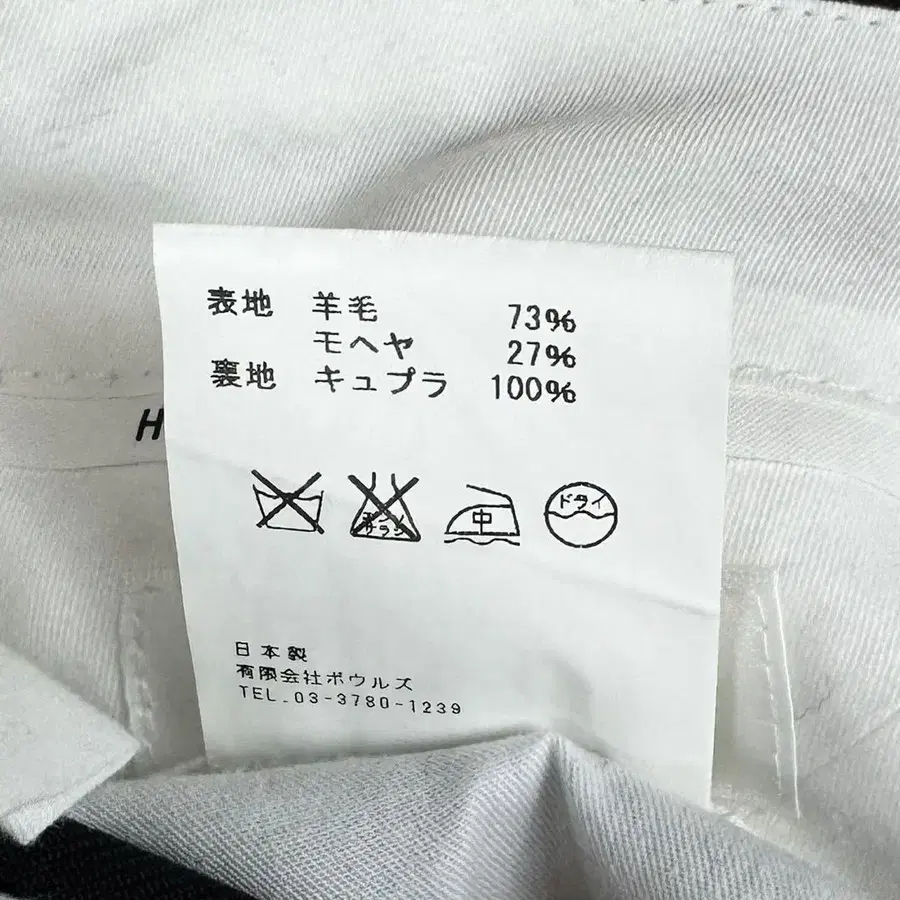 表地 羊毛 73%
モヘヤ 27%
裏地 キュプラ 100%
中
ドライ
日本製
有限会社ボウルズ
TEL.03-3780-1239
H